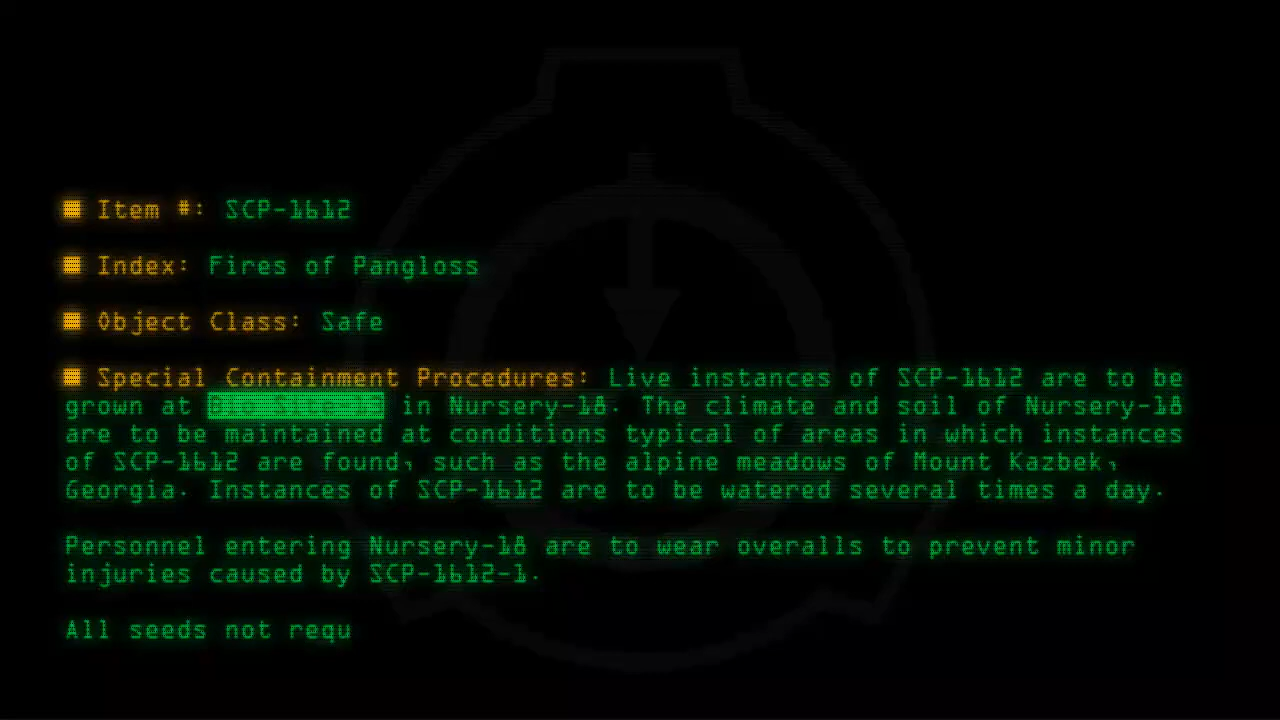 Item #: SCP-1612
Index: Fires of Pangloss
Object Class: Safe
Special Containment Procedures: Live instances of SCP-1612 are to be
grown at Bio Site-13 in Nursery-18. The climate and soil of Nursery-18
are to be maintained at conditions typical of areas in which instances
of SCP-1612 are found, such as the alpine meadows of Mount Kazbek,
Georgia. Instances of SCP-1612 are to be watered several times a day.
Personnel entering Nursery-18 are to wear overalls to prevent minor
injuries caused by SCP-1612-1.
All seeds not requ